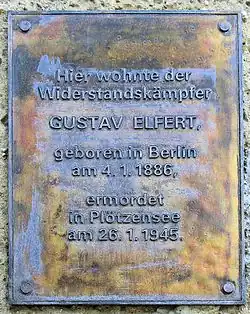 Hier wohnte der
Widerstandskämpfer
GUSTAV ELFERT,
geboren in Berlin
am 4. 1. 1886,
ermordet
in Plötzensee
am 26. 1. 1945.